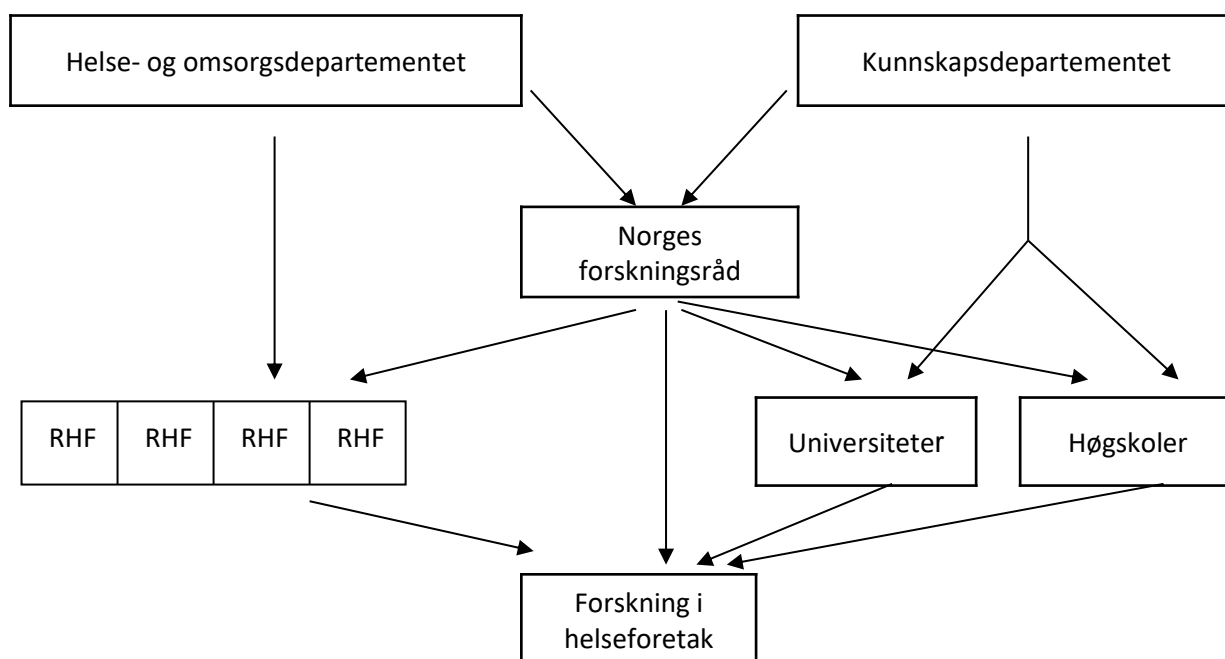 Helse- og omsorgsdepartementet
Kunnskapsdepartementet
Norges
forskningsråd
RHF RHF RHF RHF
Universiteter
Høgskoler
Forskning i
helseforetak